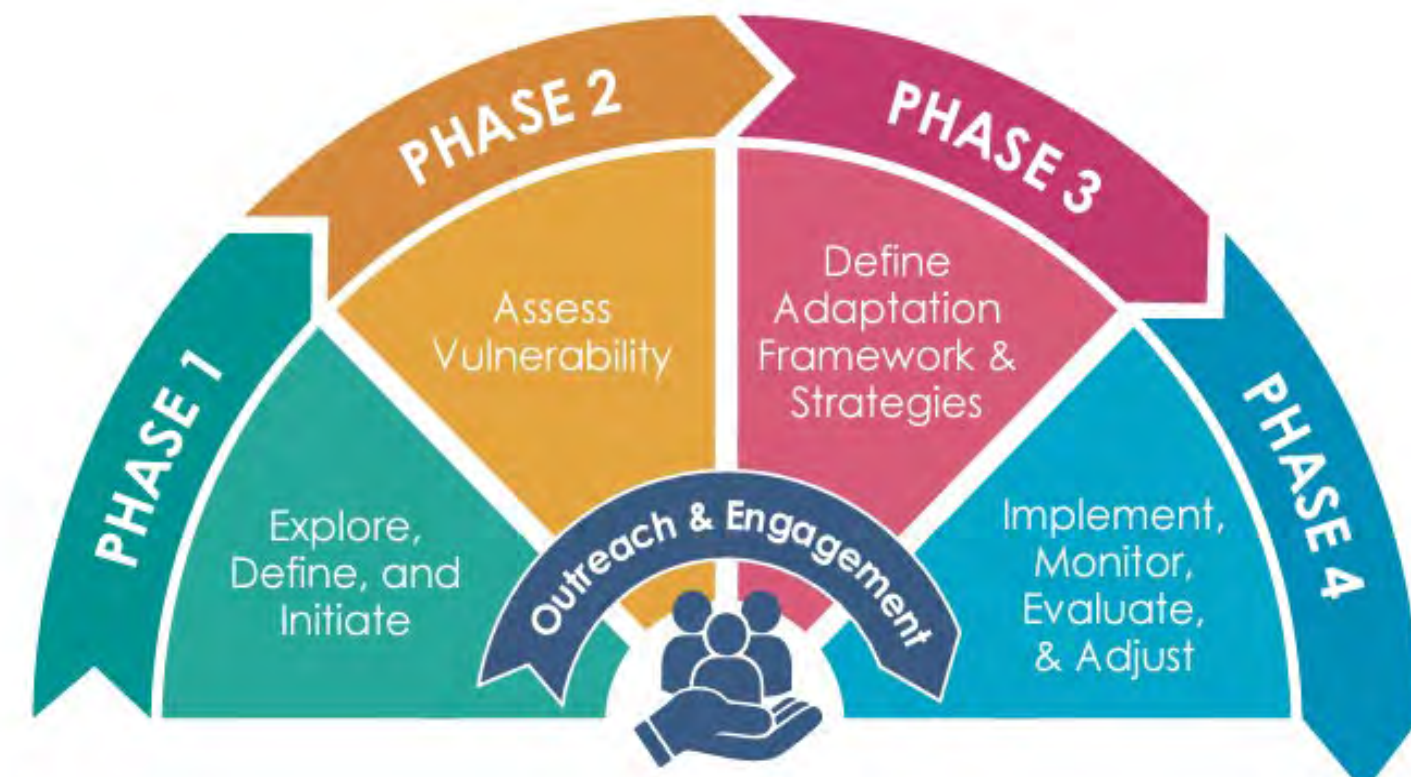 PHASE 1
Explore,
Define, and
Initiate
PHASE 2
Assess
Vulnerability
PHASE 3
Define
Adaptation
Framework &
Strategies
PHASE 4
Implement,
Monitor,
Evaluate,
& Adjust
Outreach & Engagement